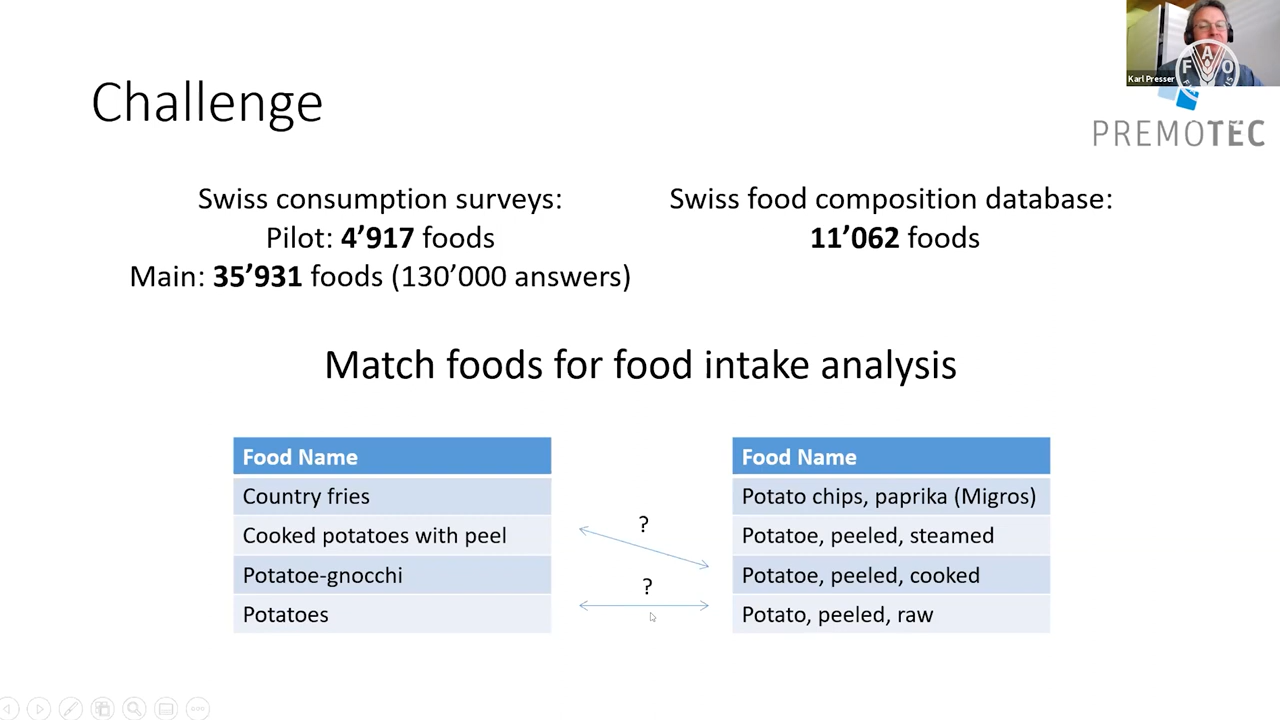 Karl Presser
F A O
Challenge
PREMOTEC
Swiss consumption surveys:
Pilot: 4’917 foods
Main: 35’931 foods (130’000 answers)
Swiss food composition database:
11’062 foods
Match foods for food intake analysis
Food Name
Country fries
Cooked potatoes with peel
Potatoe-gnocchi
Potatoes
?
?
Food Name
Potato chips, paprika (Migros)
Potatoe, peeled, steamed
Potatoe, peeled, cooked
Potato, peeled, raw